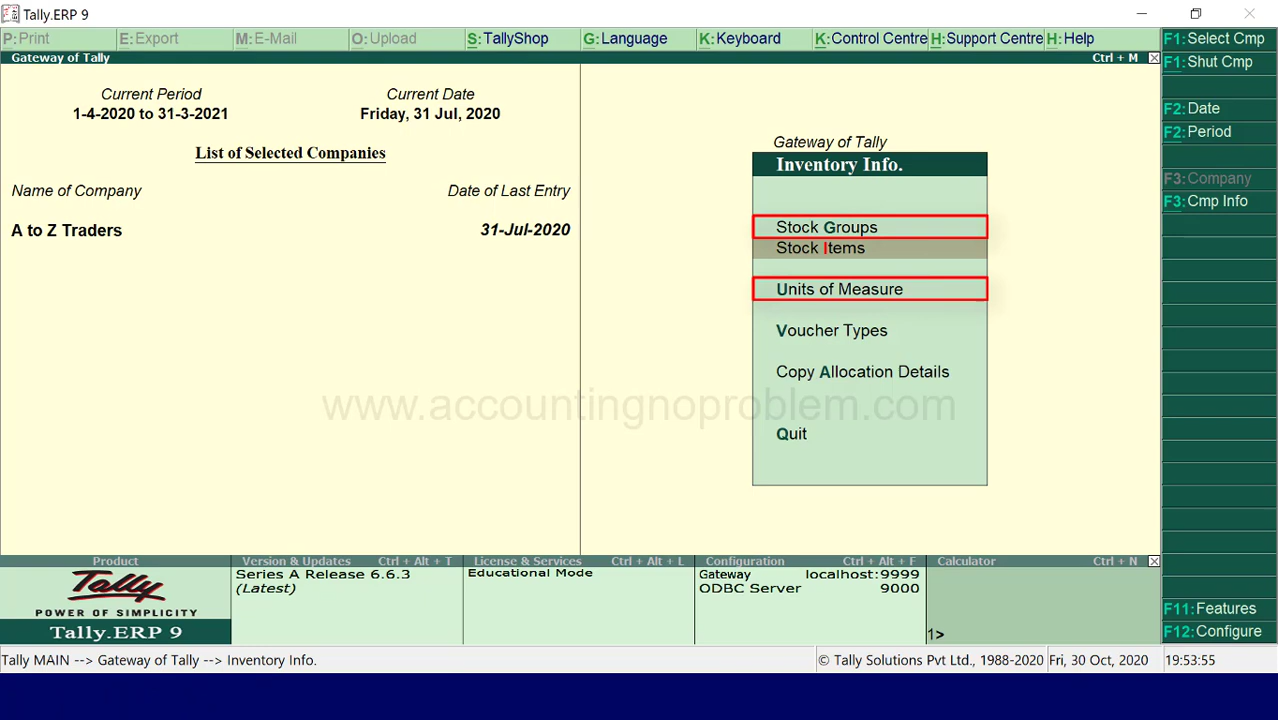 Tally.ERP 9
P: Print E: Export M: E-Mail O: Upload S: TallyShop G: Language K: Keyboard K: Control Centre H: Support Centre H: Help
Gateway of Tally Ctrl + M
Current Period Current Date
1-4-2020 to 31-3-2021 Friday, 31 Jul, 2020
List of Selected Companies
Name of Company Date of Last Entry
A to Z Traders 31-Jul-2020
Gateway of Tally
Inventory Info.
Stock Groups
Stock Items
Units of Measure
Voucher Types
Copy Allocation Details
Quit
www.accountingnoproblem.com
F1: Select Cmp
F1: Shut Cmp
F2: Date
F2: Period
F3: Company
F3: Cmp Info
F11: Features
F12: Configure
Product
Tally
POWER OF SIMPLICITY
Tally.ERP 9
Version & Updates Ctrl + Alt + T
Series A Release 6.6.3
(Latest)
License & Services Ctrl + Alt + L
Educational Mode
Configuration Ctrl + Alt + F
Gateway localhost:9999
ODBC Server 9000
Calculator Ctrl + N
1>
Tally MAIN --> Gateway of Tally --> Inventory Info. © Tally Solutions Pvt Ltd., 1988-2020 Fri, 30 Oct, 2020 19:53:55